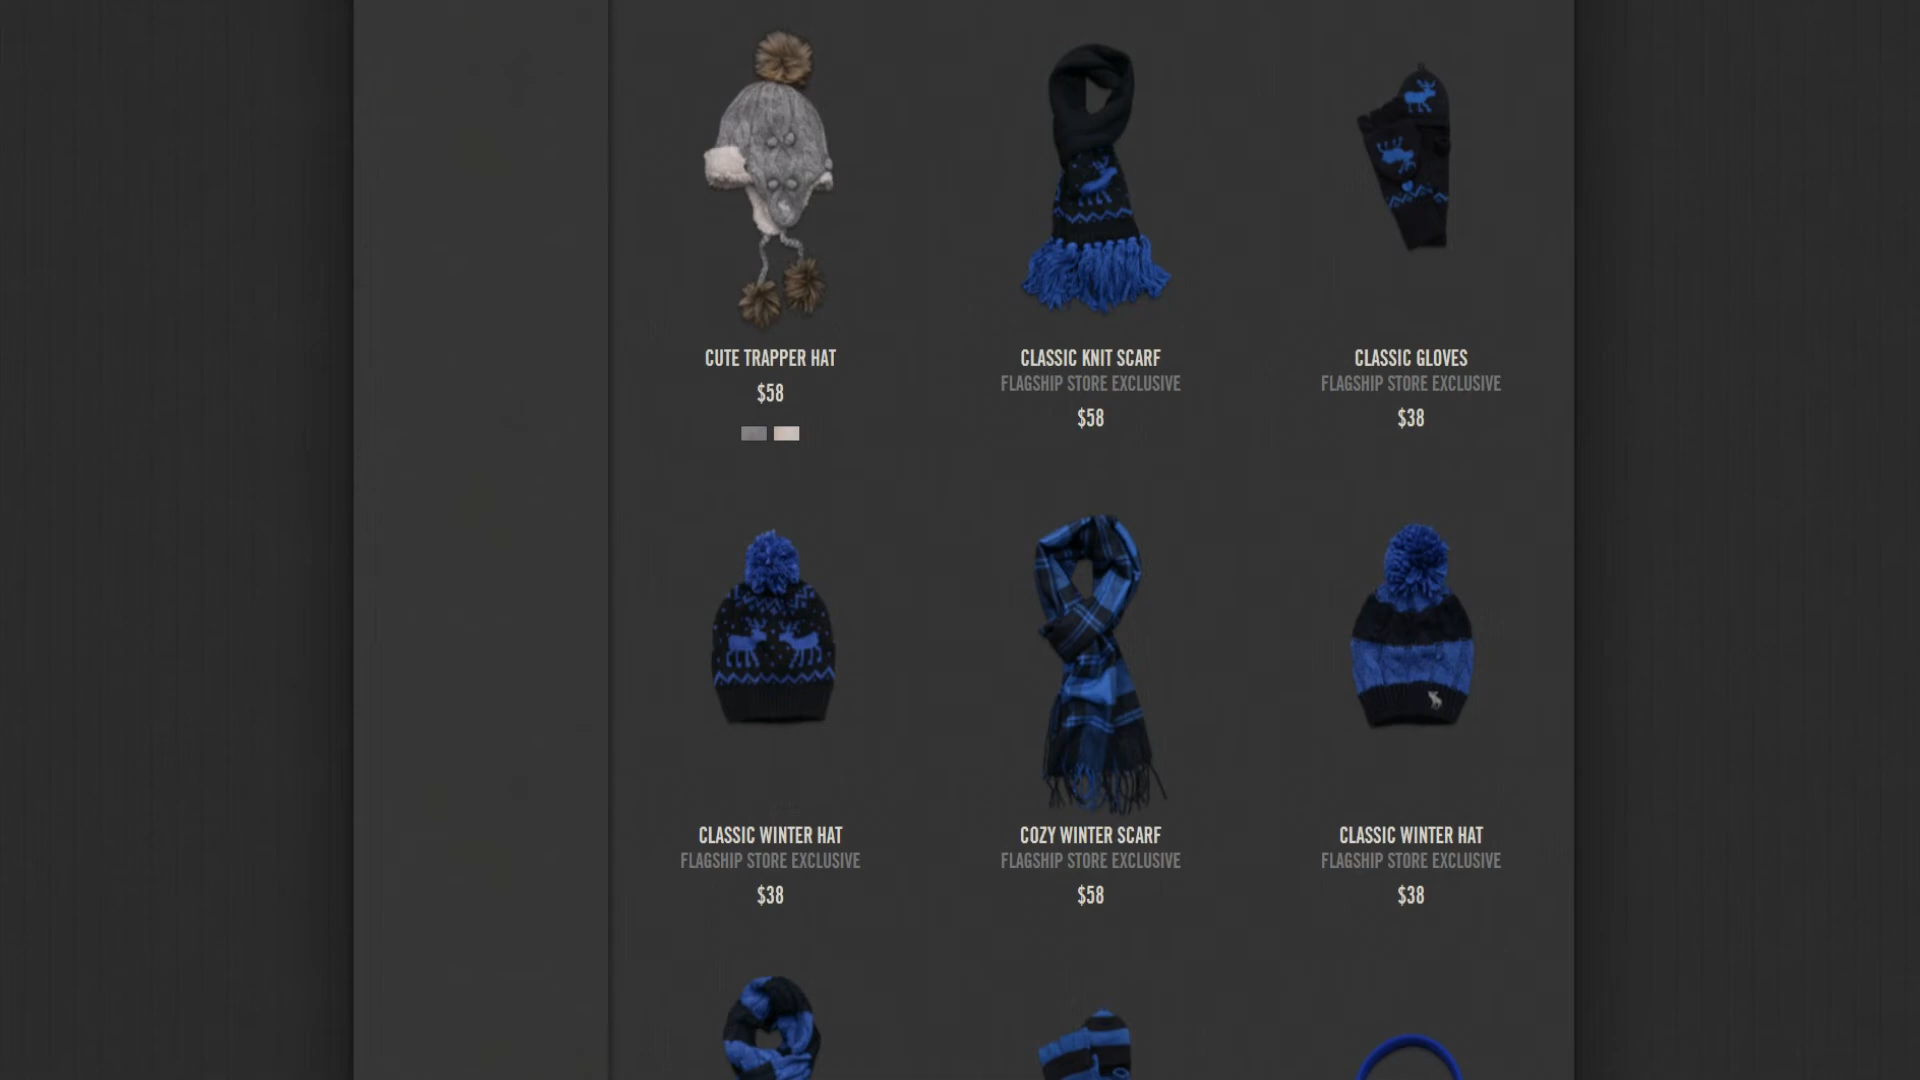 CUTE TRAPPER HAT
$58
CLASSIC KNIT SCARF
FLAGSHIP STORE EXCLUSIVE
$58
CLASSIC GLOVES
FLAGSHIP STORE EXCLUSIVE
$38
CLASSIC WINTER HAT
FLAGSHIP STORE EXCLUSIVE
$38
COZY WINTER SCARF
FLAGSHIP STORE EXCLUSIVE
$58
CLASSIC WINTER HAT
FLAGSHIP STORE EXCLUSIVE
$38